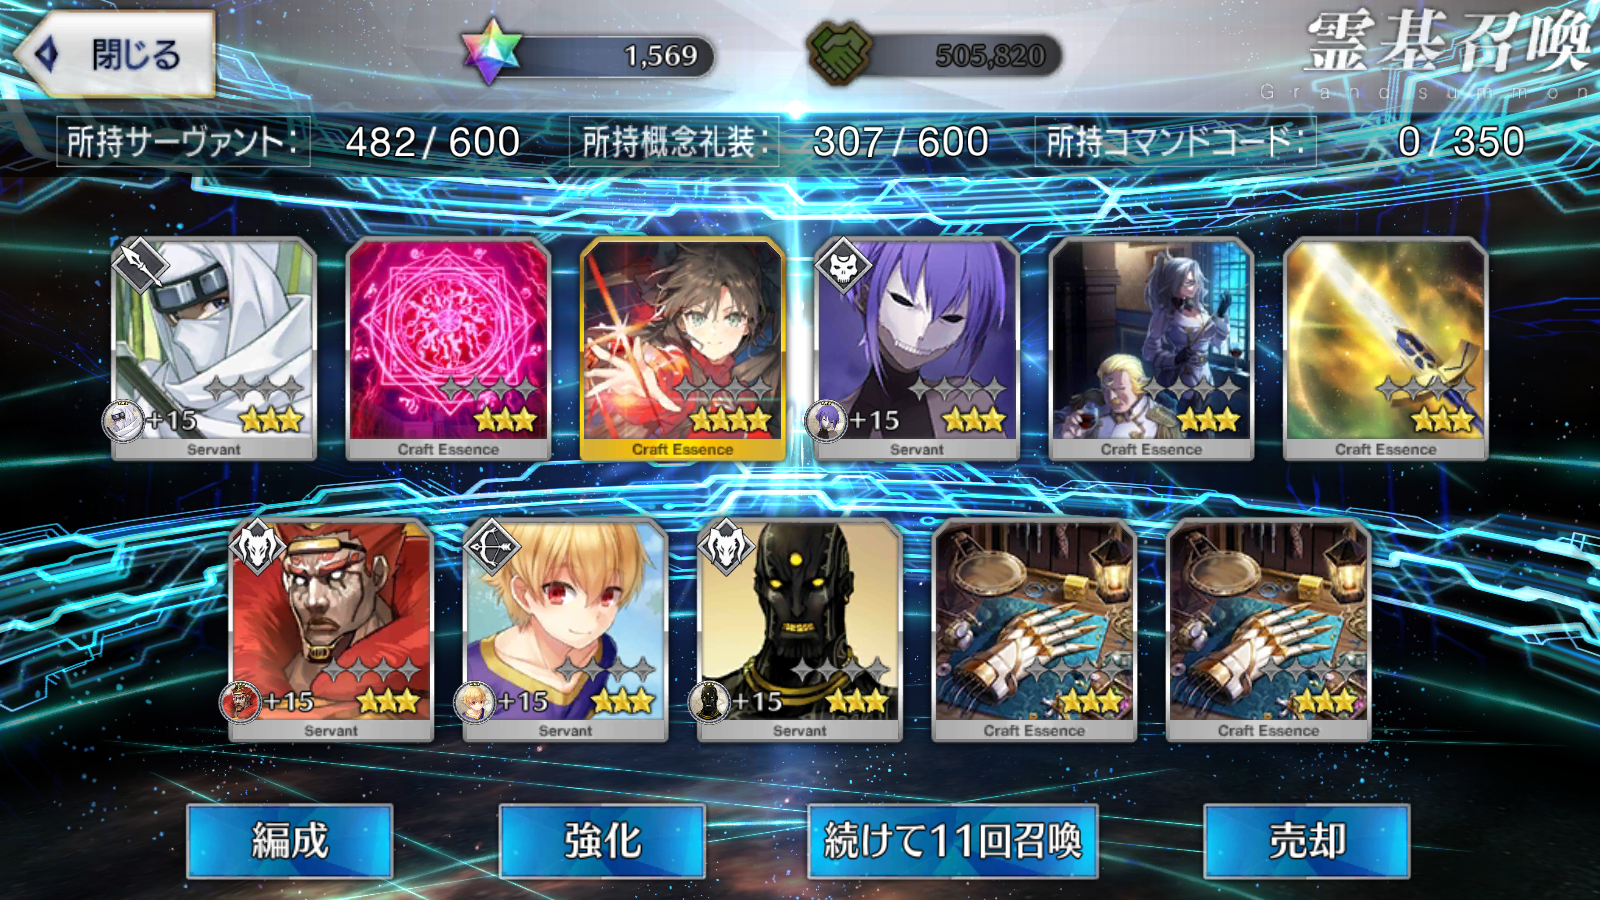 閉じる
1,569
505,820
霊基召喚
Grand summon
所持サーヴァント: 482 / 600
所持概念礼装: 307 / 600
所持コマンドコード: 0 / 350
+15
+15
Servant
Craft Essence
Craft Essence
Servant
Craft Essence
Craft Essence
+15
+15
+15
Servant
Servant
Servant
Craft Essence
Craft Essence
編成
強化
続けて11回召喚
売却